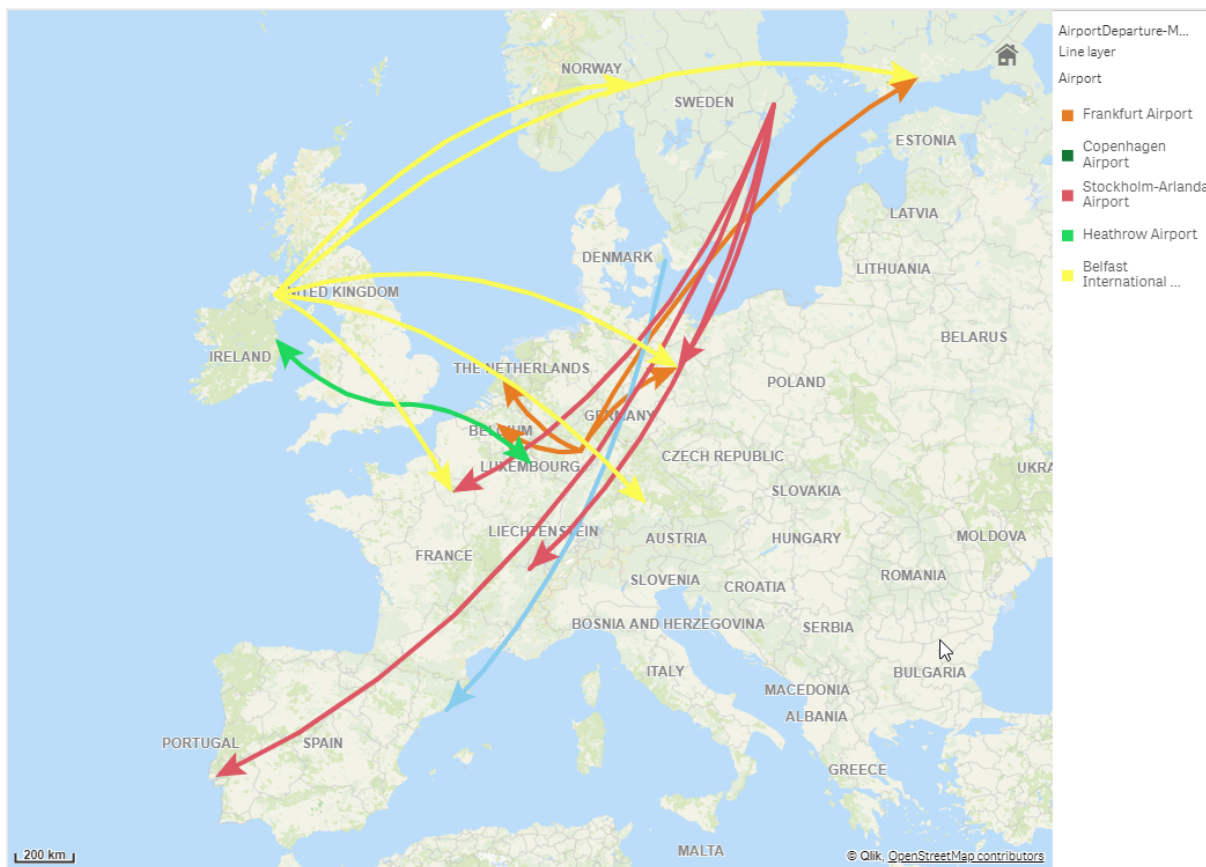 AirportDeparture-M...
Line layer
Airport
Frankfurt Airport
Copenhagen
Airport
Stockholm-Arlanda
Airport
Heathrow Airport
Belfast
International ...
NORWAY
SWEDEN
ESTONIA
LATVIA
DENMARK
LITHUANIA
UNITED KINGDOM
BELARUS
IRELAND
THE NETHERLANDS
POLAND
GERMANY
BELGIUM
CZECH REPUBLIC
LUXEMBOURG
UKRA
SLOVAKIA
LIECHTENSTEIN
AUSTRIA
HUNGARY
MOLDOVA
FRANCE
SLOVENIA
ROMANIA
CROATIA
BOSNIA AND HERZEGOVINA
SERBIA
ITALY
BULGARIA
MACEDONIA
ALBANIA
PORTUGAL
SPAIN
GREECE
MALTA
200 km
© Qlik, OpenStreetMap contributors